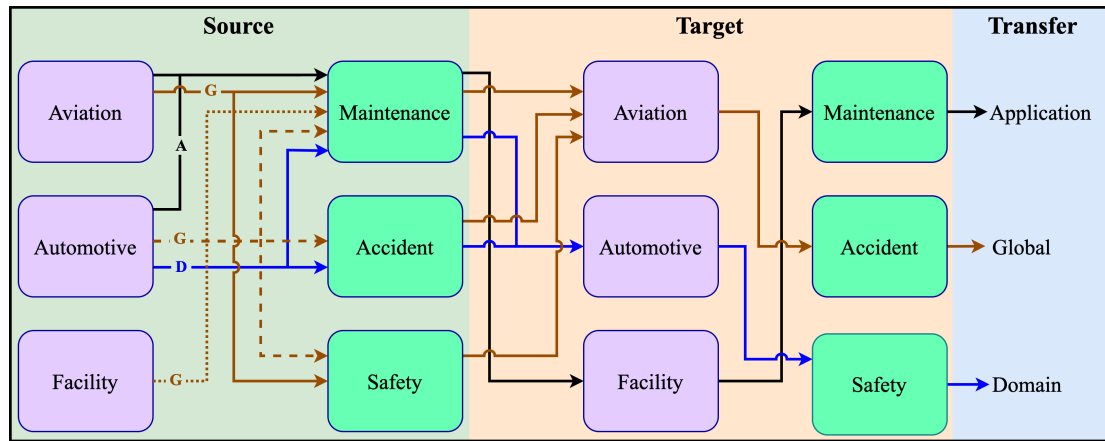 Source
Target
Transfer
Aviation
G
Maintenance
Aviation
Maintenance
Application
A
Automotive
G
D
Accident
Automotive
Accident
Global
Facility
G
Safety
Facility
Safety
Domain